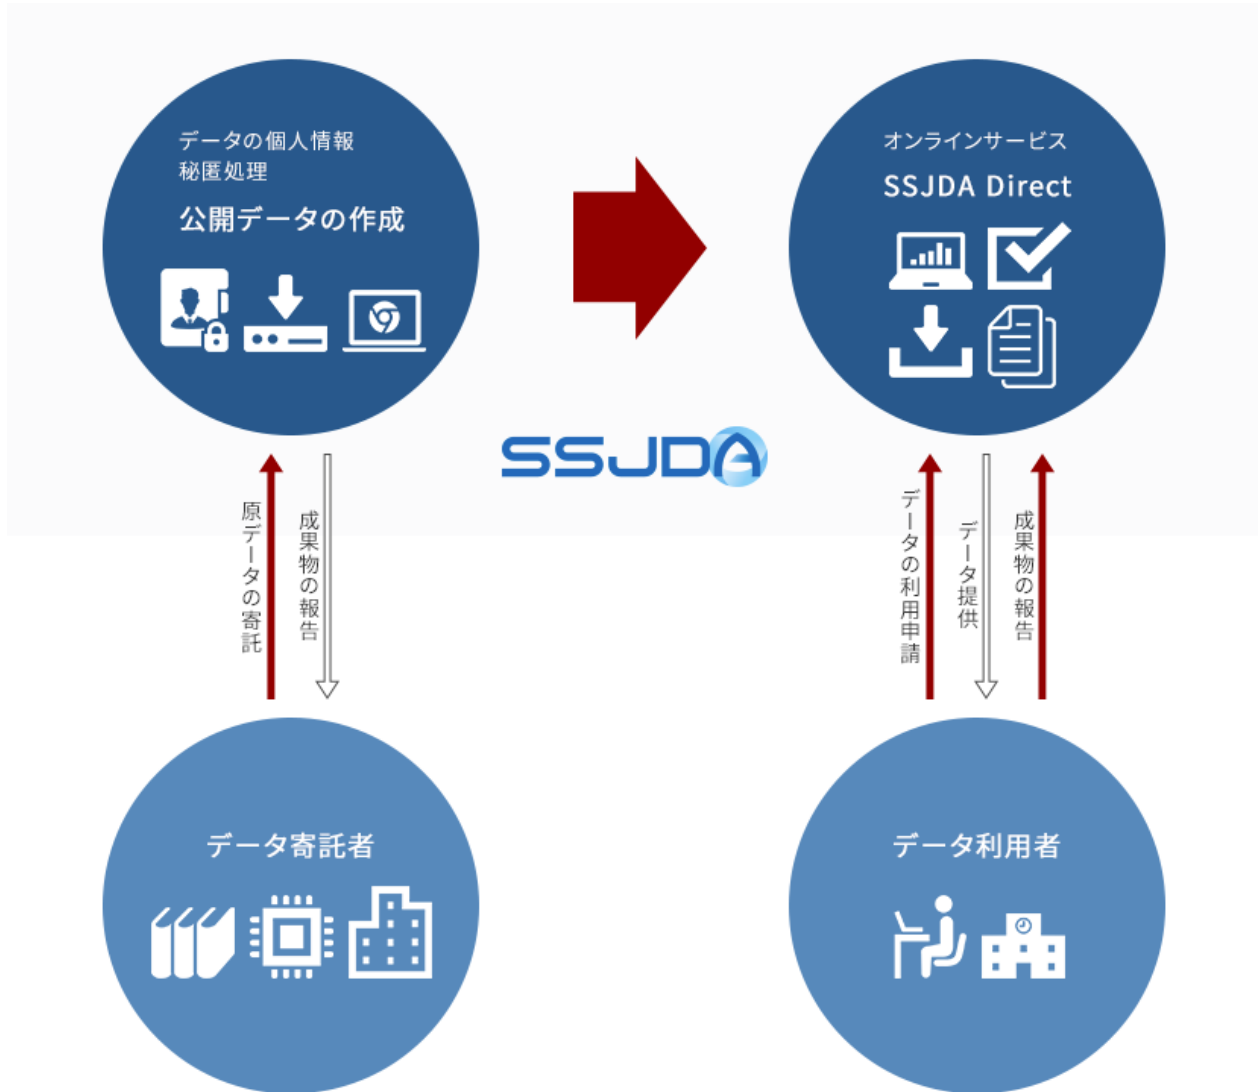 データの個人情報
秘匿処理
公開データの作成
オンラインサービス
SSJDA Direct
SSJDA
原データの寄託
成果物の報告
データの利用申請
データ提供
成果物の報告
データ寄託者
データ利用者